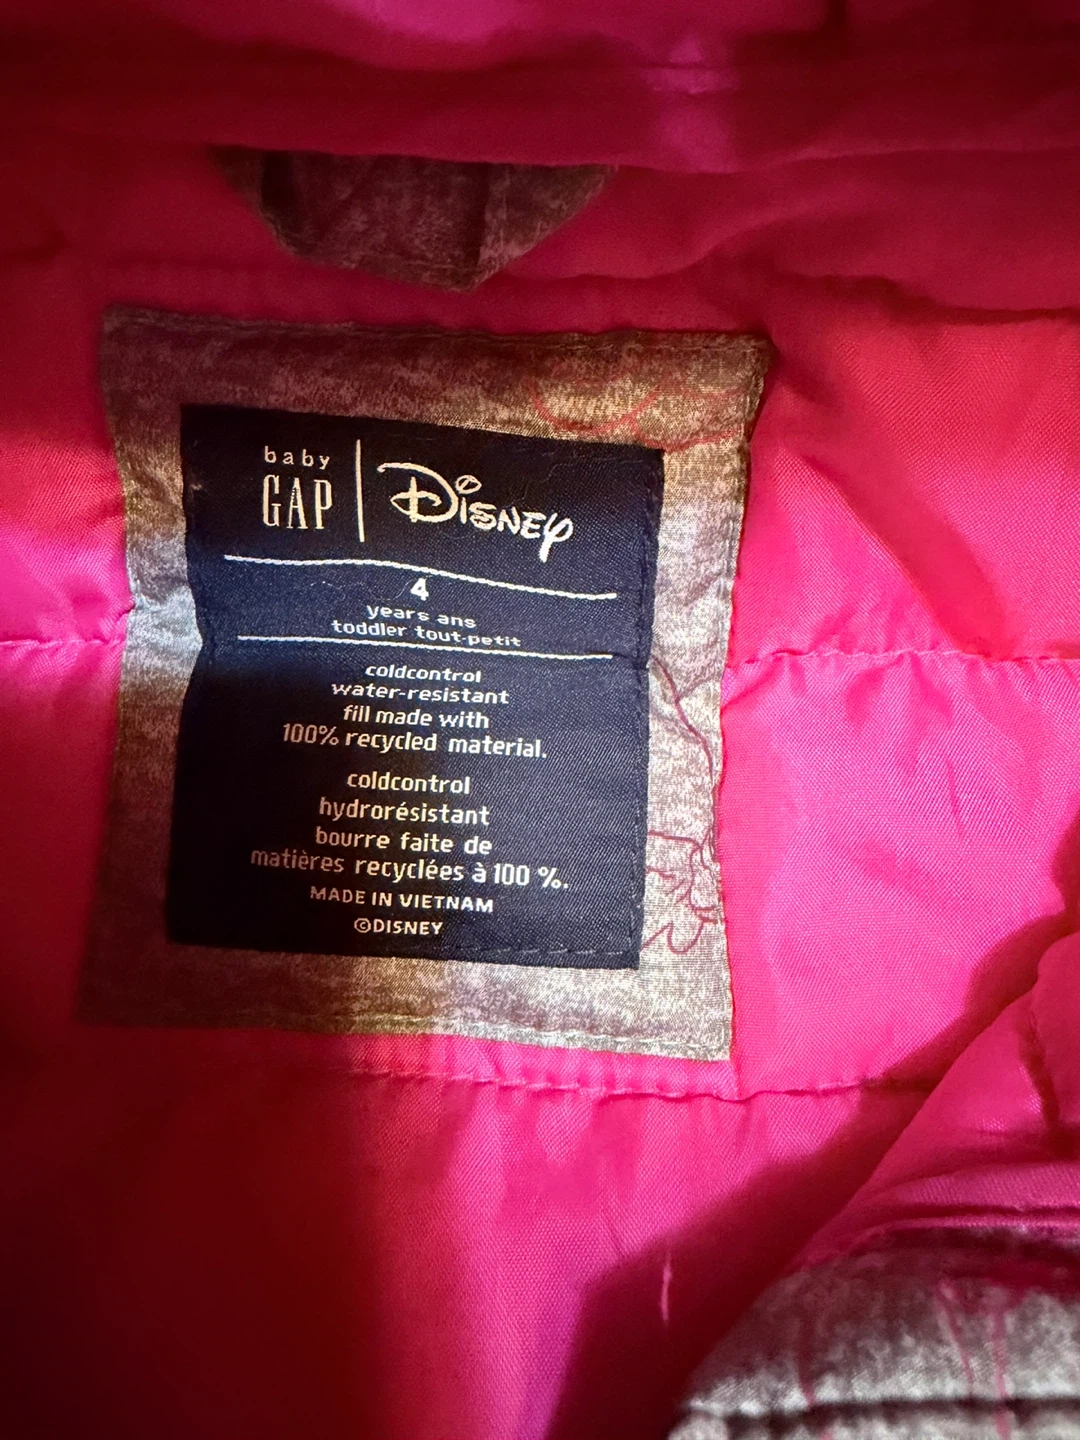 baby
GAP
Disney
4
years ans
toddler tout-petit
coldcontrol
water-resistant
fill made with
100% recycled material.
coldcontrol
hydrorésistant
bourre faite de
matières recyclées à 100 %.
MADE IN VIETNAM
©DISNEY